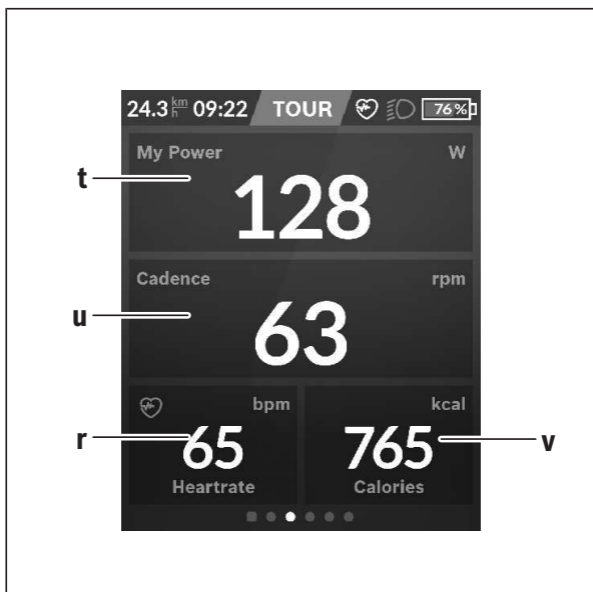 24.3 km/h 09:22 TOUR 76 %
My Power W
t
128
Cadence rpm
u
63
bpm kcal
r 65 765 v
Heartrate Calories